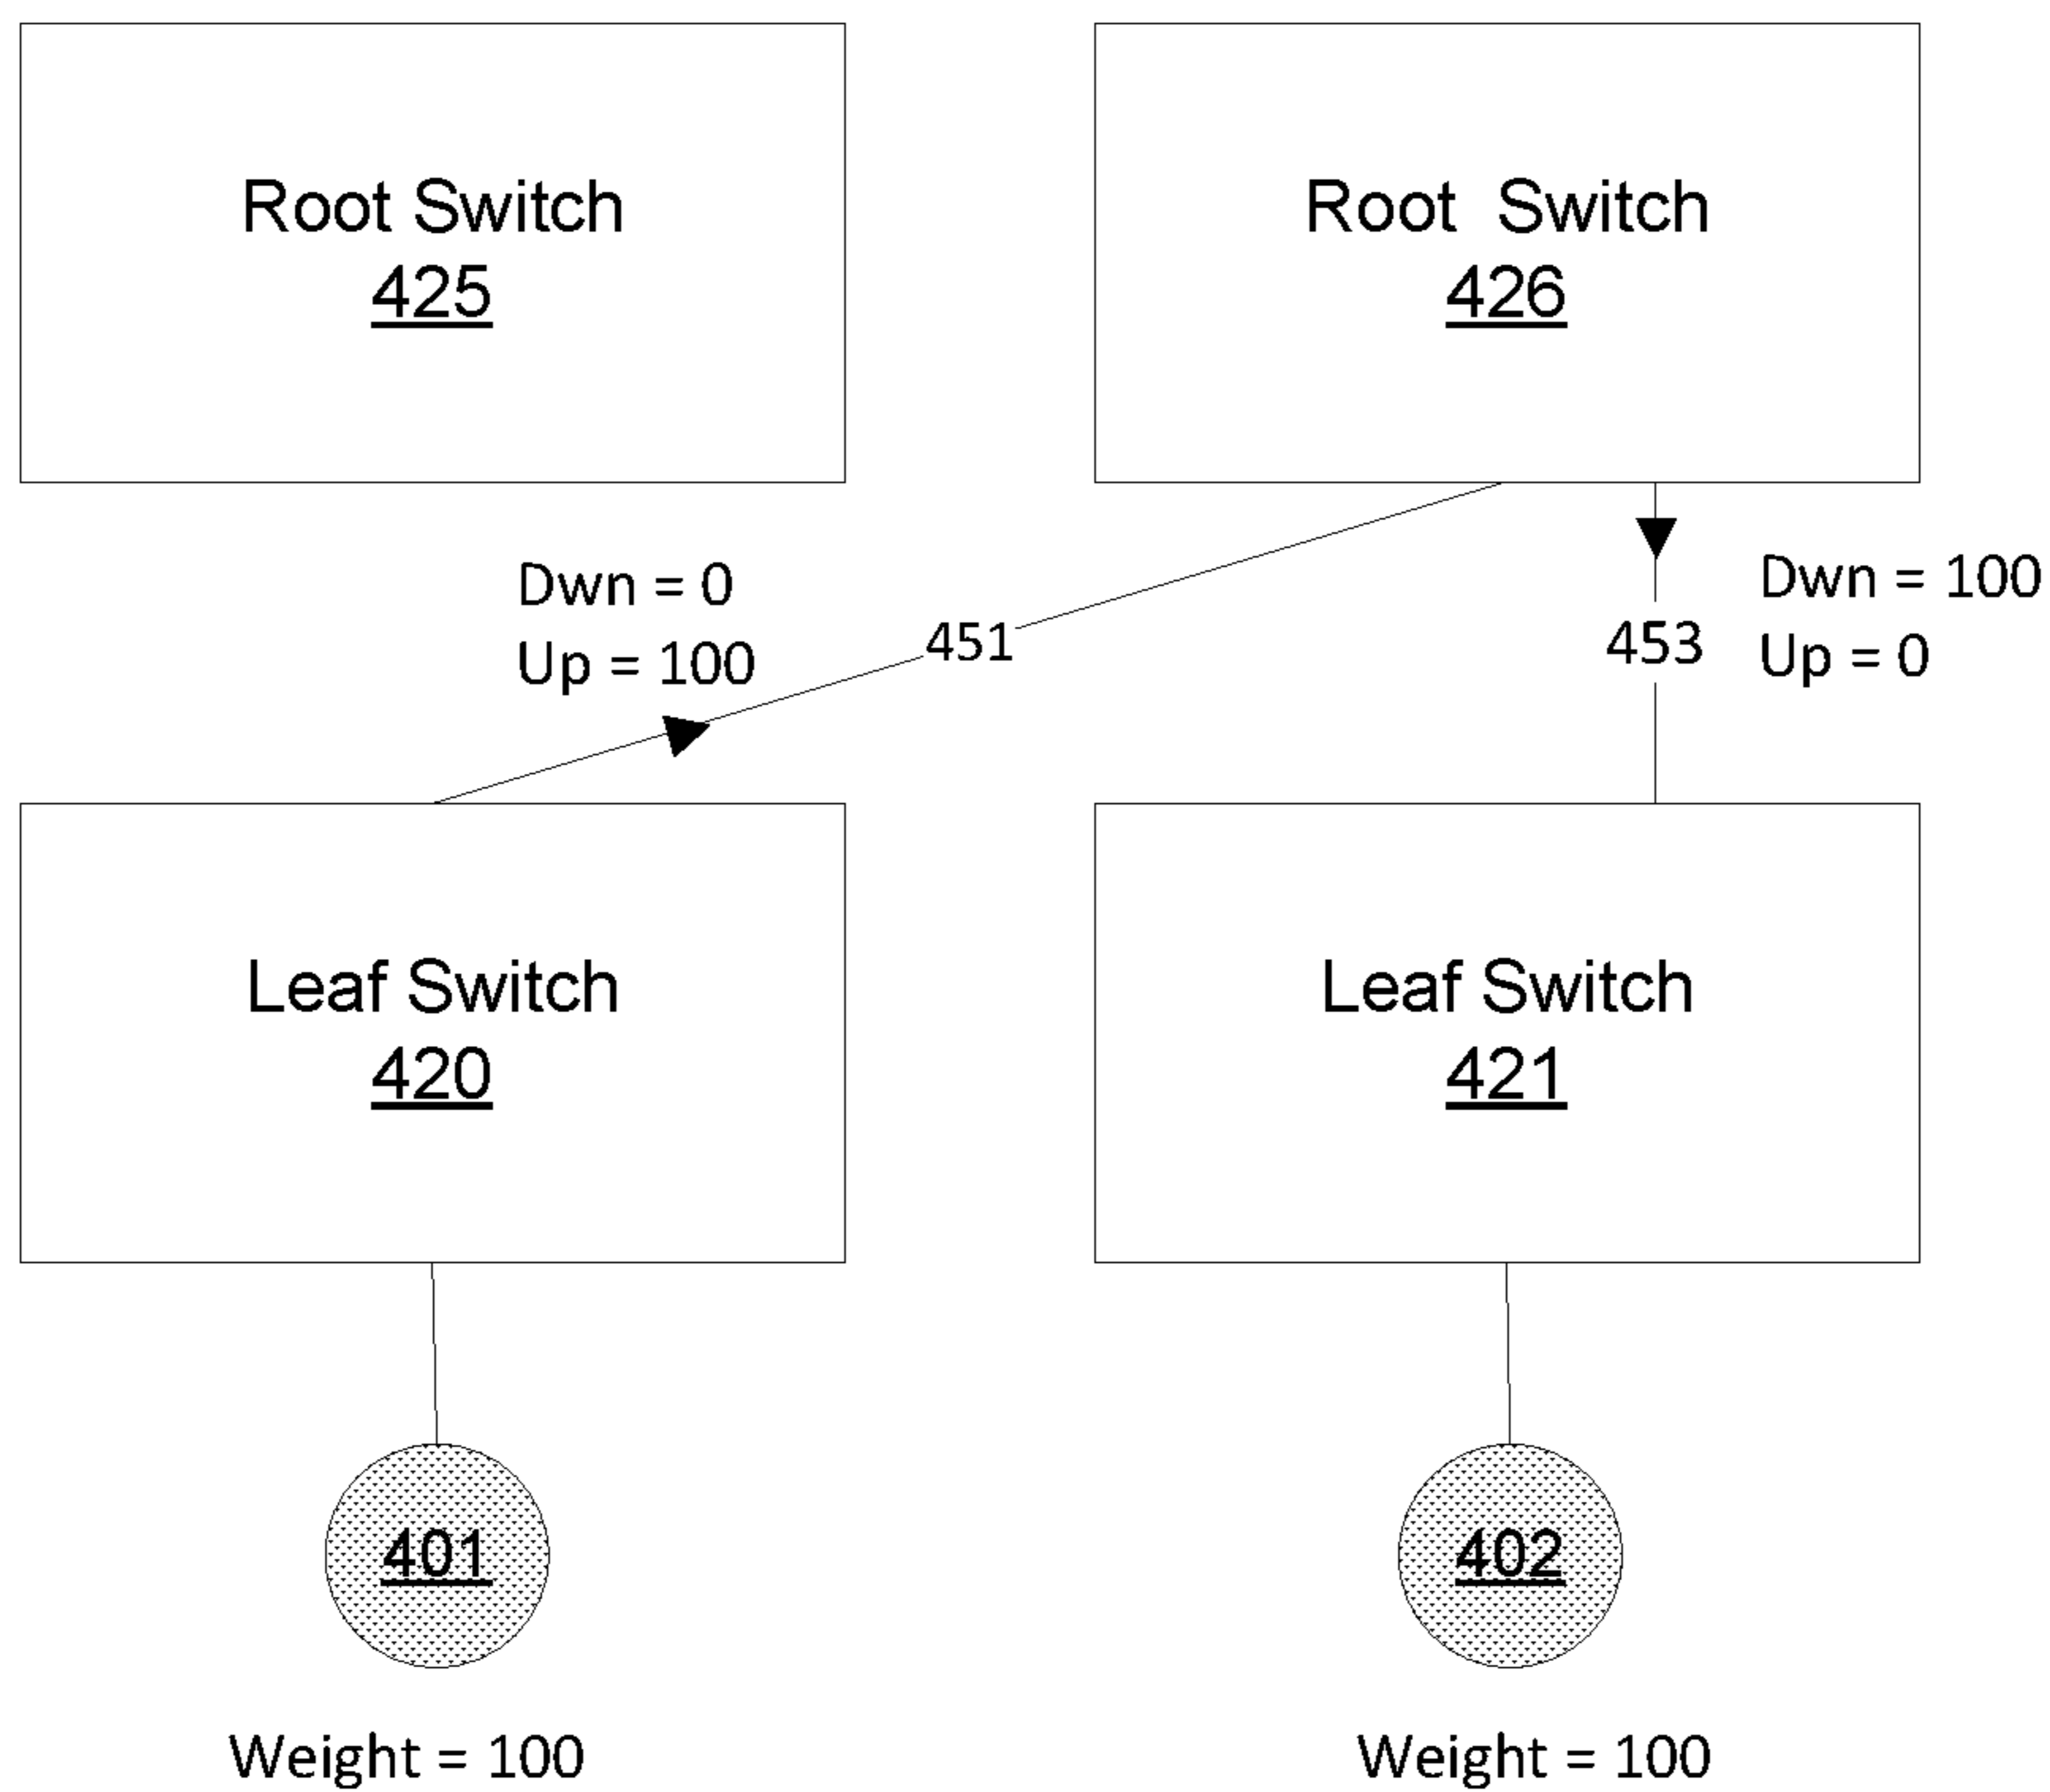 Root Switch
425
Root Switch
426
Dwn = 0
Up = 100
451
453
Dwn = 100
Up = 0
Leaf Switch
420
Leaf Switch
421
401
402
Weight = 100
Weight = 100